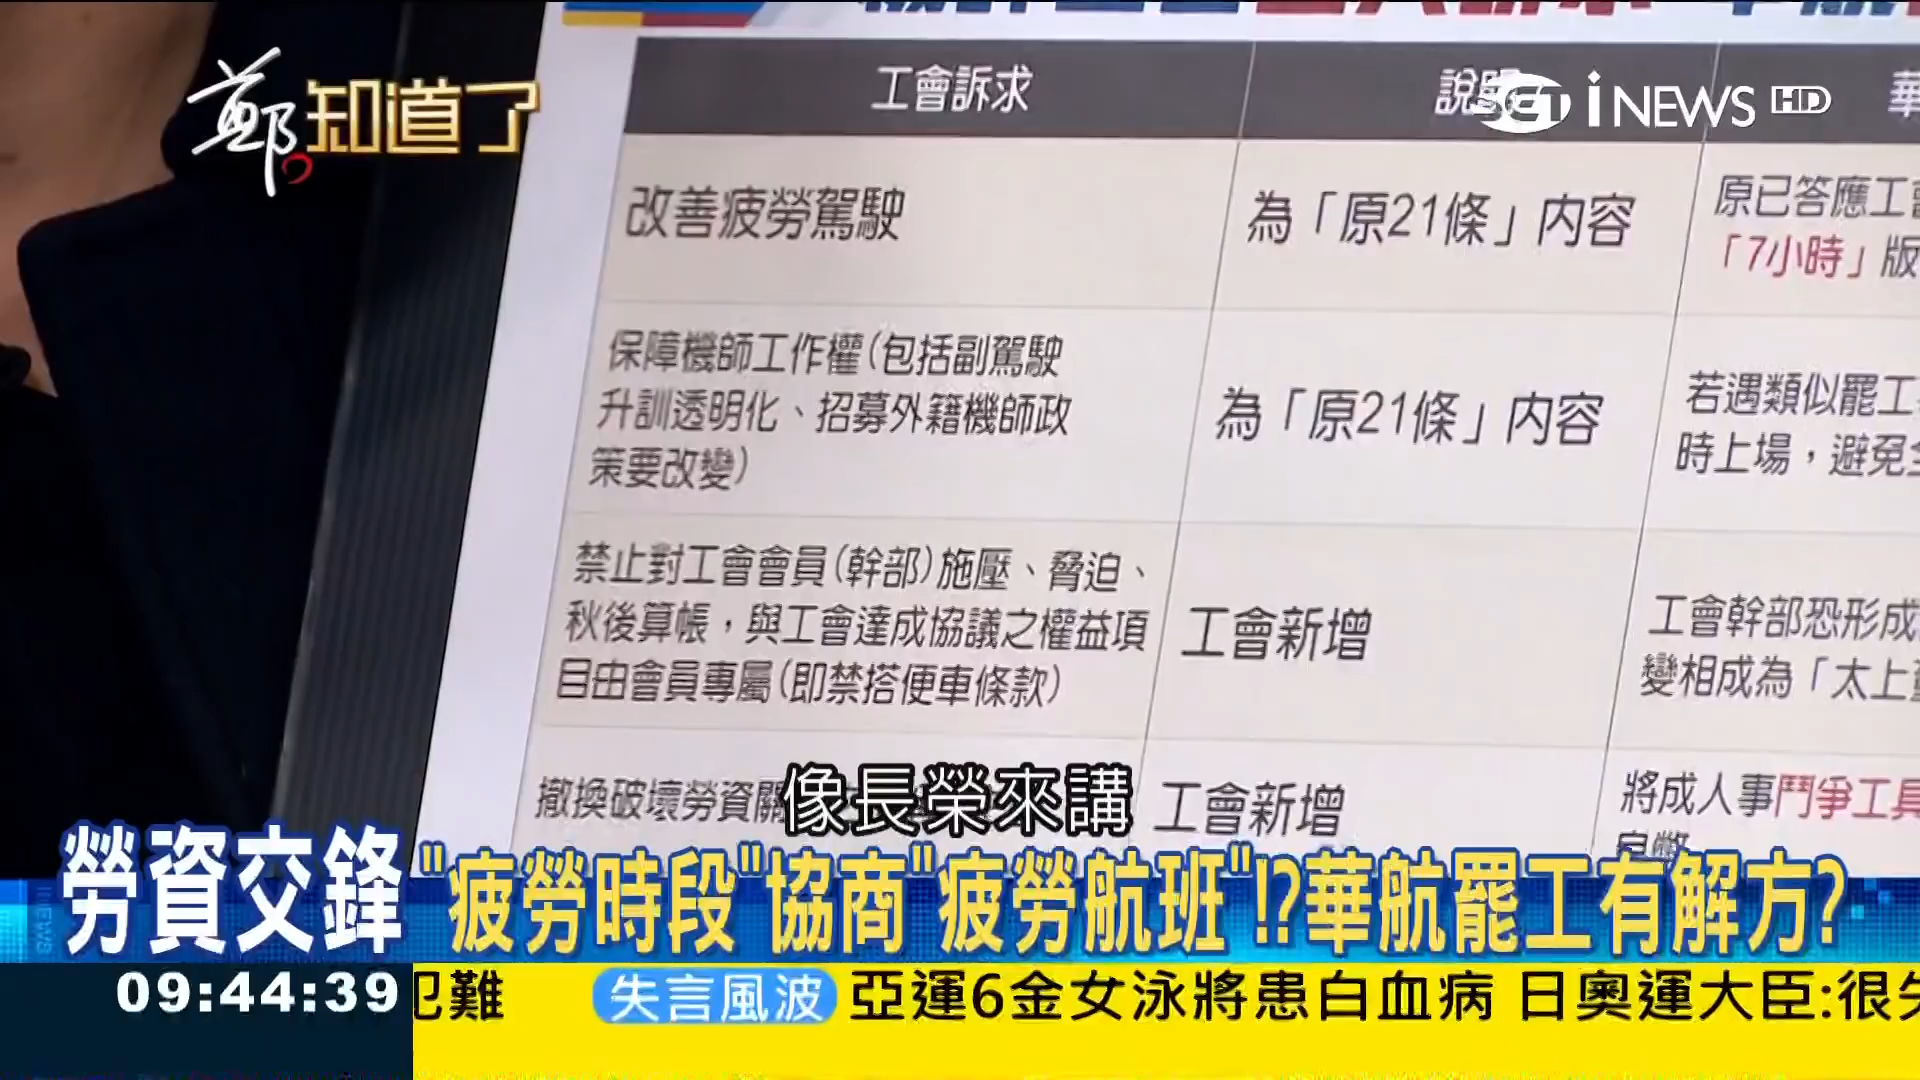 鄭知道了
iNEWS HD
工會訴求
改善疲勞駕駛
為「原21條」内容
原已答應工會
「7小時」版
保障機師工作權(包括副駕駛
升訓透明化、招募外籍機師政
策要改變)
為「原21條」内容
若遇類似罷工
時上場，避免全
禁止對工會會員(幹部)施壓、脅迫、
秋後算帳，與工會達成協議之權益項
目由會員專屬(即禁搭便車條款)
工會新增
工會幹部恐形成
變相成為「太上
撤換破壞勞資關
工會新增
將成人事鬥爭工具
像長榮來講
勞資交鋒
"疲勞時段"協商"疲勞航班"!?華航罷工有解方?
09:44:39
犯難 失言風波 亞運6金女泳將患白血病 日奧運大臣:很失